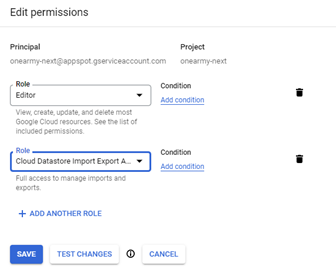 Edit permissions
Principal
Project
onearmy-next@appspot.gserviceaccount.com
onearmy-next
Role
Editor
Condition
Add condition
View, create, update, and delete most
Google Cloud resources. See the list of
included permissions.
Role
Cloud Datastore Import Export A...
Condition
Add condition
Full access to manage imports and
exports.
+ ADD ANOTHER ROLE
SAVE
TEST CHANGES
CANCEL